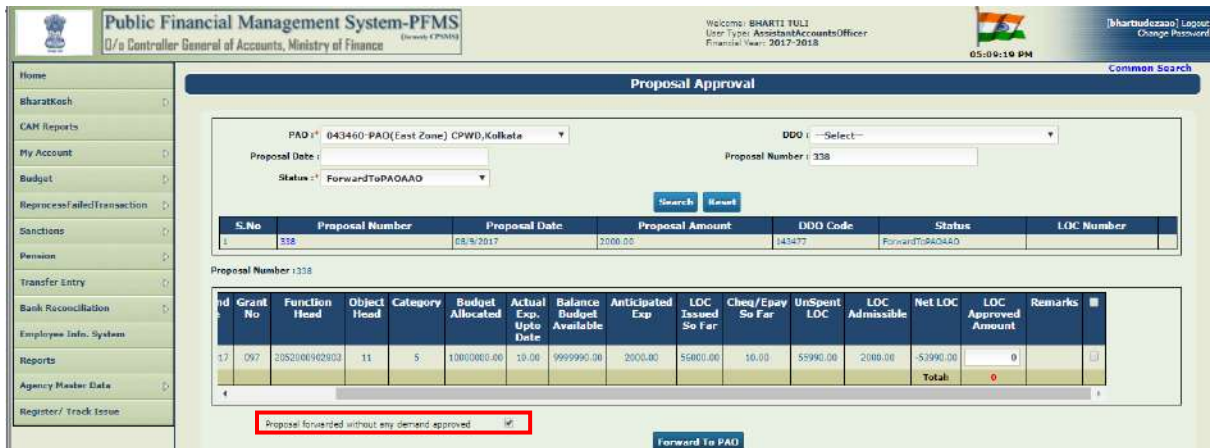 Public Financial Management System-PFMS
(Formerly CPSMS)
O/o Controller General of Accounts, Ministry of Finance
Welcome: BHARTI TULI
User Type: AssistantAccountsOfficer
Financial Year: 2017-2018
05:09:19 PM
[bhartiudezaao] Logout
Change Password
Common Search
Home
BharatKosh
CAM Reports
My Account
Budget
ReprocessFailedTransaction
Sanctions
Pension
Transfer Entry
Bank Reconciliation
Employee Info. System
Reports
Agency Master Data
Register/ Track Issue
Proposal Approval
PAO :* 043460-PAO(East Zone) CPWD,Kolkata
DDO : --Select--
Proposal Date :
Proposal Number : 338
Status :* ForwardToPAOAAO
Search Reset
S.No Proposal Number Proposal Date Proposal Amount DDO Code Status LOC Number
1 338 08/9/2017 2000.00 143477 ForwardToPAOAAO
Proposal Number :338
nd Grant No Function Head Object Head Category Budget Allocated Actual Exp. Upto Date Balance Budget Available Anticipated Exp LOC Issued So Far Cheq/Epay So Far UnSpent LOC LOC Admissible Net LOC LOC Approved Amount Remarks
17 097 2052000902803 11 5 10000000.00 10.00 9999990.00 2000.00 56000.00 10.00 55990.00 2000.00 -53990.00 0
Total: 0
Proposal forwarded without any demand approved
Forward To PAO